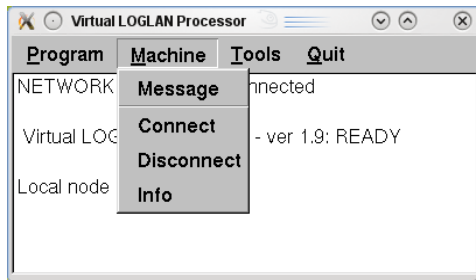 Virtual LOGLAN Processor
Program Machine Tools Quit
NETWORK nnected
Message
Virtual LOG - ver 1.9: READY
Connect
Disconnect
Local node
Info